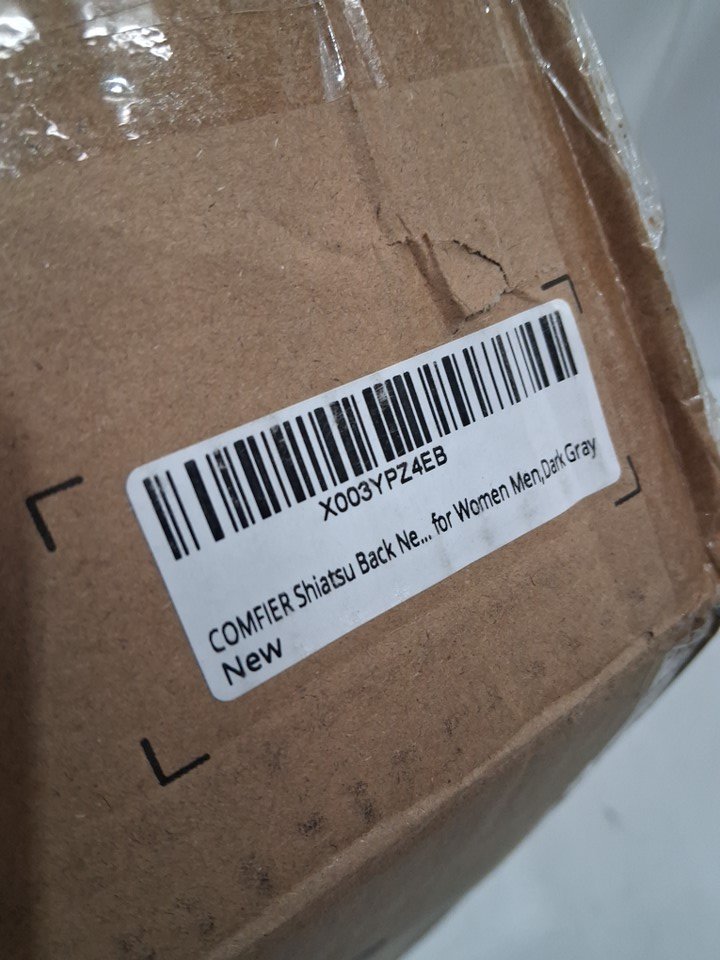 X003YPZ4EB
COMFIER Shiatsu Back Ne... for Women Men,Dark Gray
New